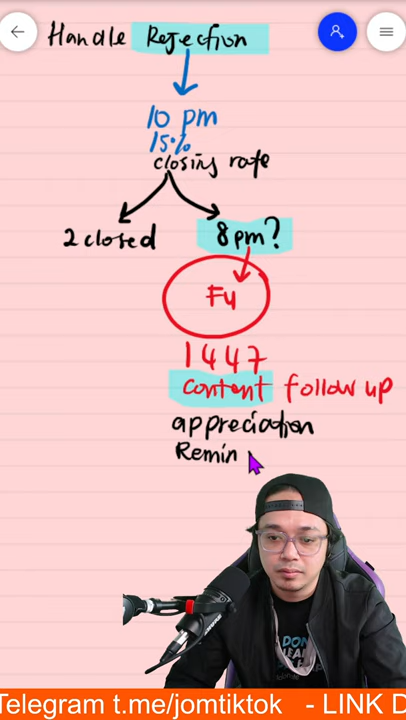 Handle Rejection
10 pm
15%
closing rate
2 closed
8 pm?
Fu
1447
content follow up
appreciation
Remin
DON
Telegram t.me/jomtiktok - LINK D